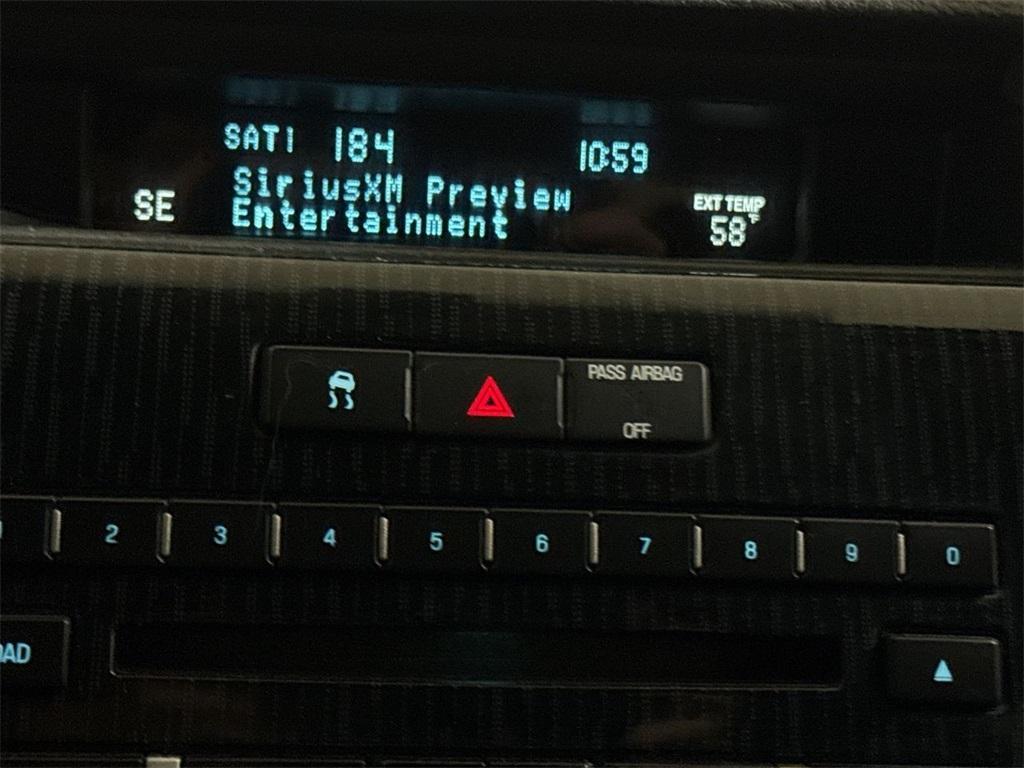 SAT1 184 10:59
SiriusXM Preview
Entertainment
SE
EXT TEMP
58°F
PASS AIRBAG
OFF
2 3 4 5 6 7 8 9 0
OAD